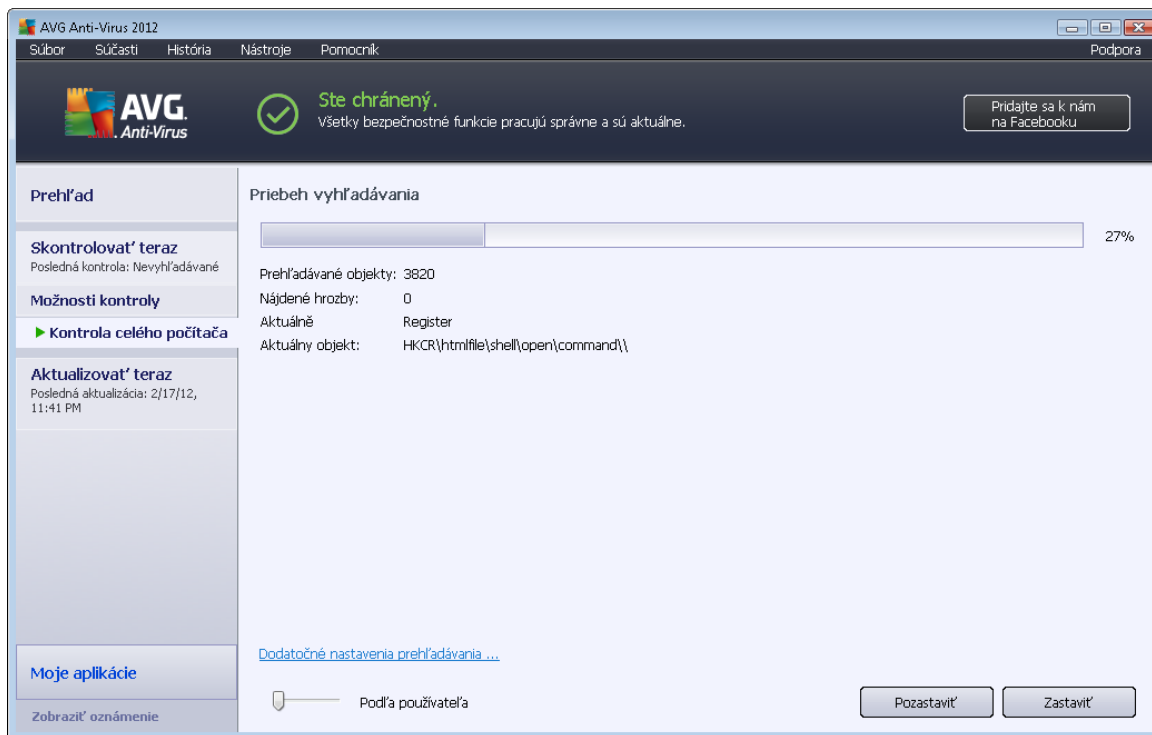 AVG Anti-Virus 2012
Súbor Súčasti História Nástroje Pomocník Podpora
AVG.
Anti-Virus
Ste chránený.
Všetky bezpečnostné funkcie pracujú správne a sú aktuálne.
Pridajte sa k nám
na Facebooku
Prehľad
Skontrolovať teraz
Posledná kontrola: Nevyhľadávané
Možnosti kontroly
Kontrola celého počítača
Aktualizovať teraz
Posledná aktualizácia: 2/17/12,
11:41 PM
Moje aplikácie
Zobraziť oznámenie
Priebeh vyhľadávania
27%
Prehľadávané objekty: 3820
Nájdené hrozby: 0
Aktuálně Register
Aktuálny objekt: HKCR\htmlfile\shell\open\command\\
Dodatočné nastavenia prehľadávania ...
Podľa používateľa
Pozastaviť Zastaviť